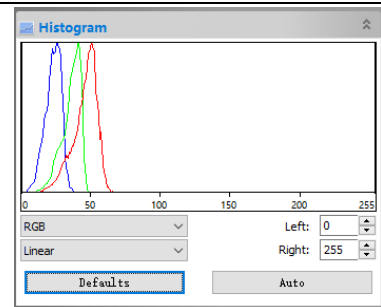 Histogram
0 50 100 150 200 255
RGB Left: 0
Linear Right: 255
Defaults Auto